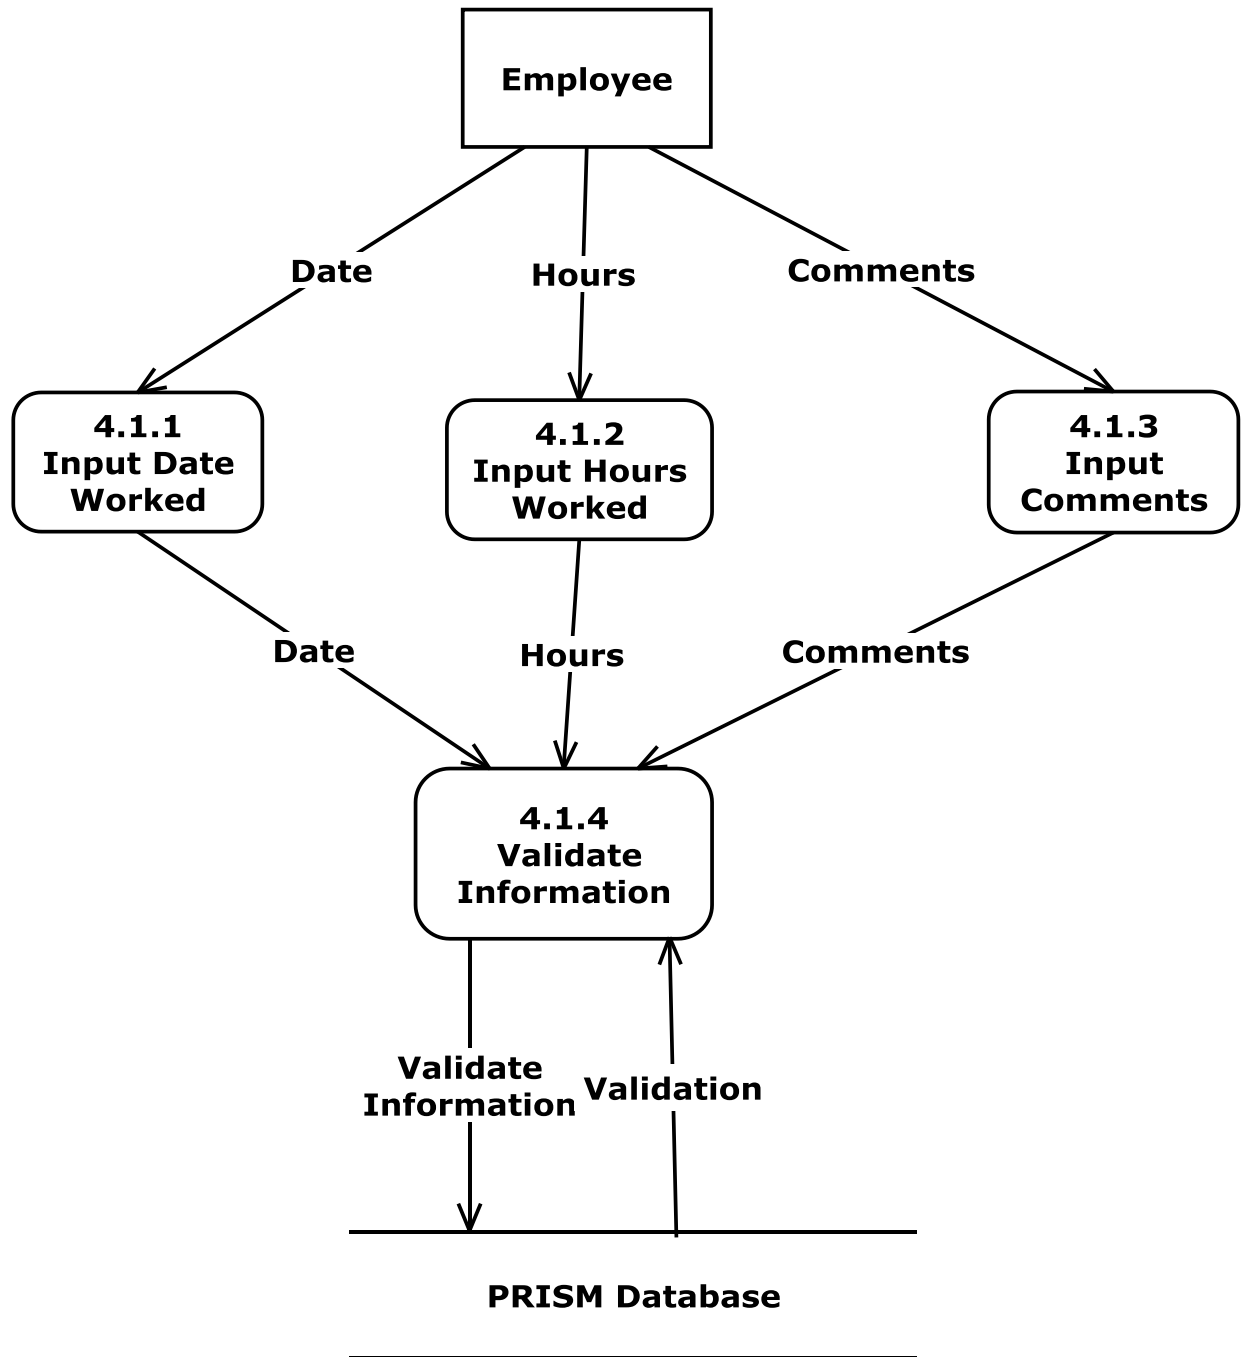 Employee
Date
Hours
Comments
4.1.1
Input Date
Worked
4.1.2
Input Hours
Worked
4.1.3
Input
Comments
Date
Hours
Comments
4.1.4
Validate
Information
Validate
Information
Validation
PRISM Database